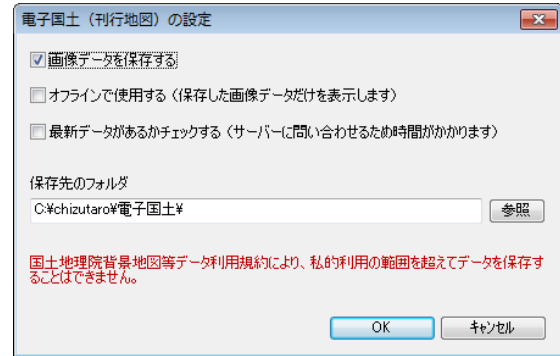 電子国土（刊行地図）の設定
画像データを保存する
オフラインで使用する（保存した画像データだけを表示します）
最新データがあるかチェックする（サーバーに問い合わせるため時間がかかります）
保存先のフォルダ
C:¥chizutaro¥電子国土¥
参照
国土地理院背景地図等データ利用規約により、私的利用の範囲を超えてデータを保存す
ることはできません。
OK
キャンセル